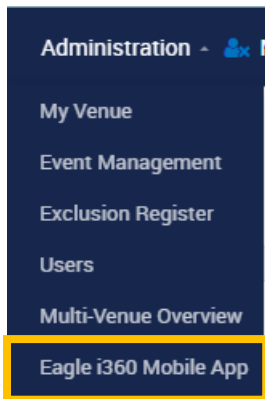 Administration
My Venue
Event Management
Exclusion Register
Users
Multi-Venue Overview
Eagle i360 Mobile App